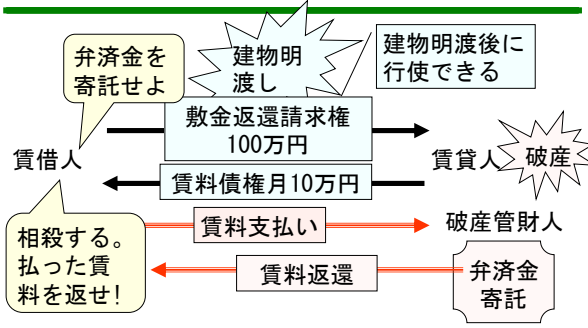 弁済金を
寄託せよ
建物明
渡し
建物明渡後に
行使できる
敷金返還請求権
100万円
賃借人
賃貸人
破産
賃料債権月10万円
相殺する。
払った賃
料を返せ!
賃料支払い
破産管財人
賃料返還
弁済金
寄託